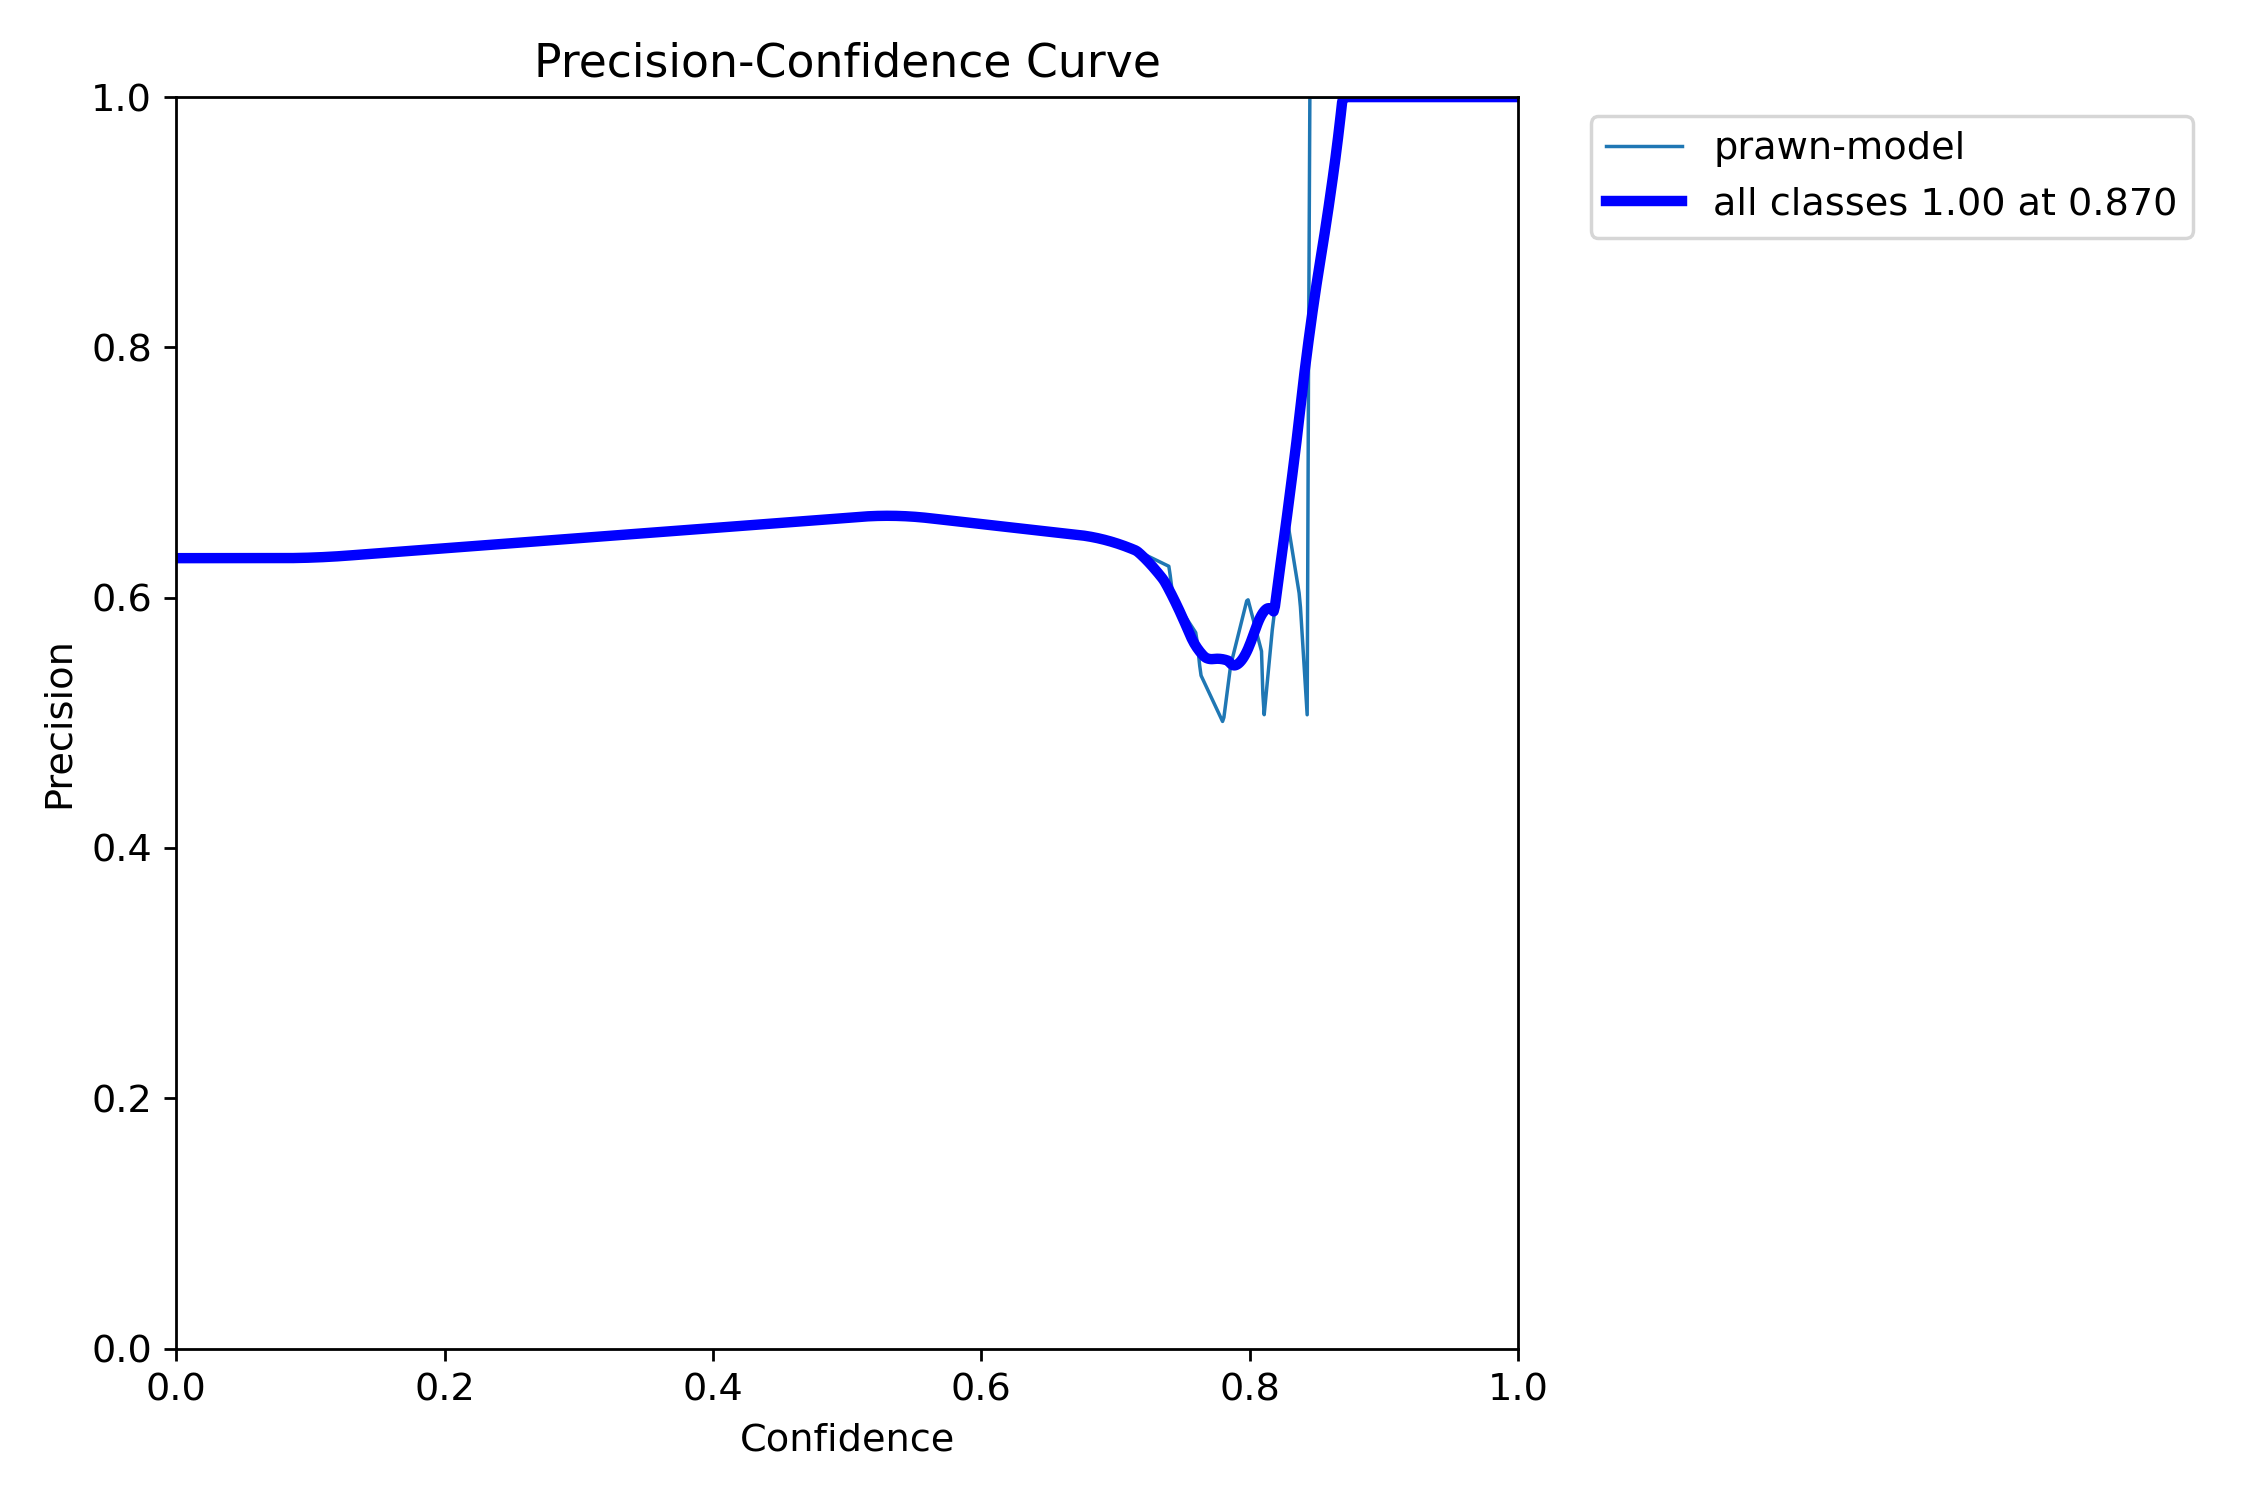 Precision-Confidence Curve
1.0
0.8
0.6
0.4
0.2
0.0
Precision
0.0 0.2 0.4 0.6 0.8 1.0
Confidence
prawn-model
all classes 1.00 at 0.870